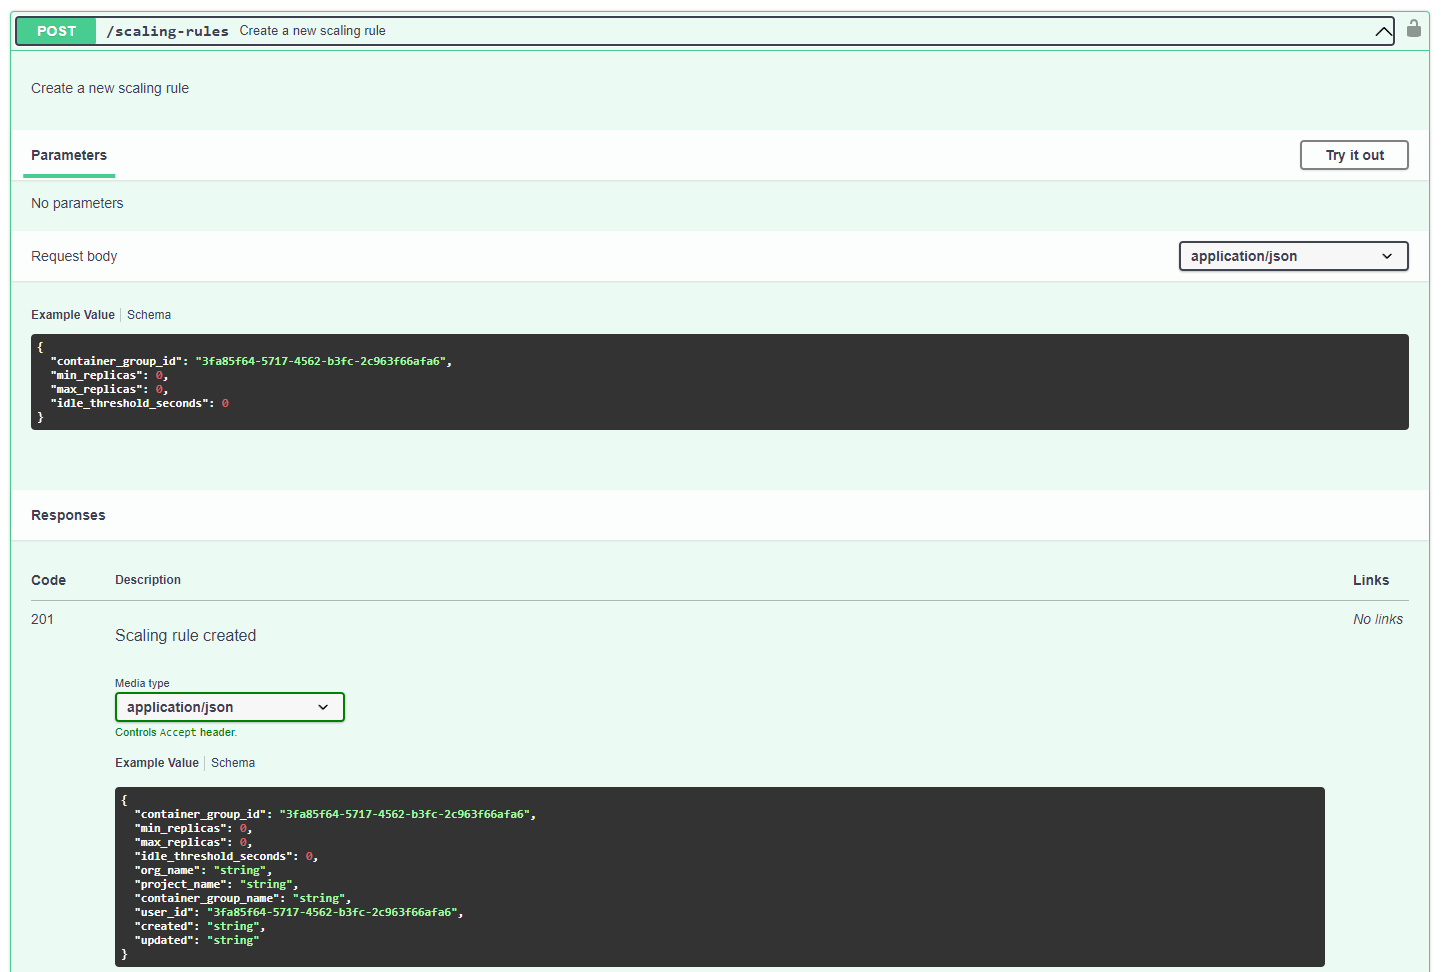 POST /scaling-rules Create a new scaling rule
Create a new scaling rule
Parameters
Try it out
No parameters
Request body
application/json
Example Value | Schema
{
  "container_group_id": "3fa85f64-5717-4562-b3fc-2c963f66afa6",
  "min_replicas": 0,
  "max_replicas": 0,
  "idle_threshold_seconds": 0
}
Responses
Code Description Links
201
Scaling rule created
No links
Media type
application/json
Controls Accept header.
Example Value | Schema
{
  "container_group_id": "3fa85f64-5717-4562-b3fc-2c963f66afa6",
  "min_replicas": 0,
  "max_replicas": 0,
  "idle_threshold_seconds": 0,
  "org_name": "string",
  "project_name": "string",
  "container_group_name": "string",
  "user_id": "3fa85f64-5717-4562-b3fc-2c963f66afa6",
  "created": "string",
  "updated": "string"
}